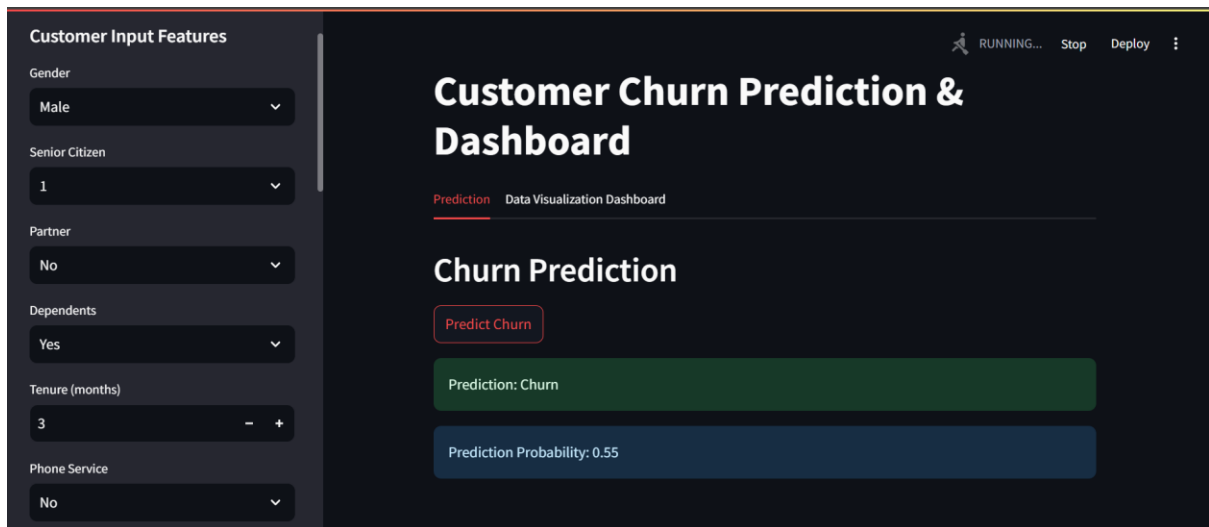 Customer Input Features
Gender
Male
Senior Citizen
1
Partner
No
Dependents
Yes
Tenure (months)
3
Phone Service
No
RUNNING... Stop Deploy
Customer Churn Prediction &
Dashboard
Prediction Data Visualization Dashboard
Churn Prediction
Predict Churn
Prediction: Churn
Prediction Probability: 0.55